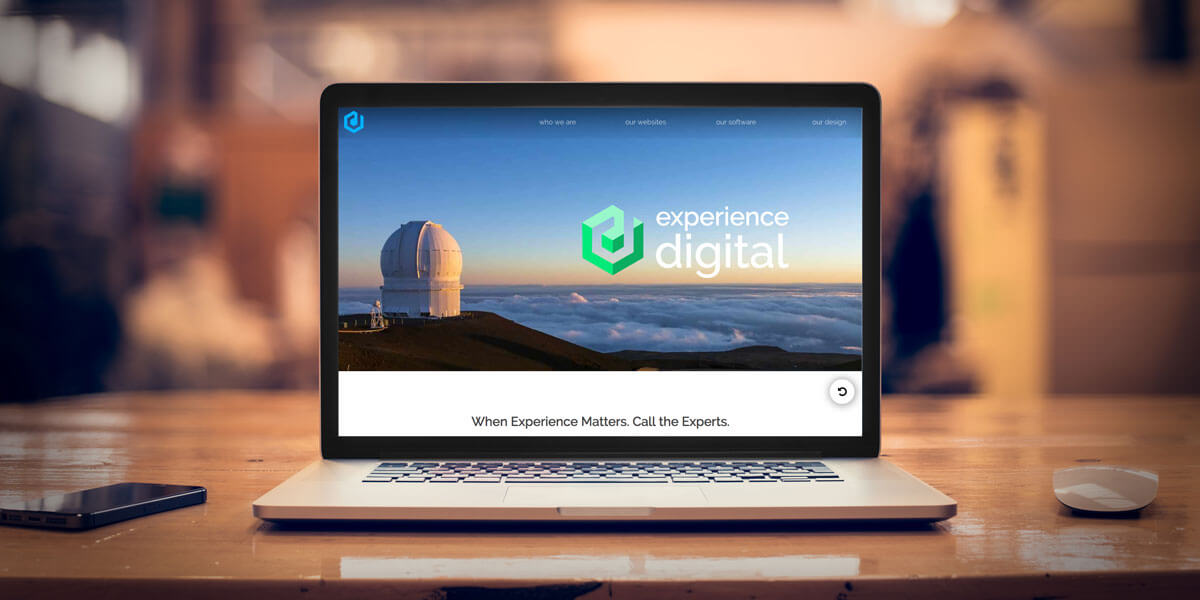 who we are
our websites
our software
our design
experience
digital
When Experience Matters. Call the Experts.